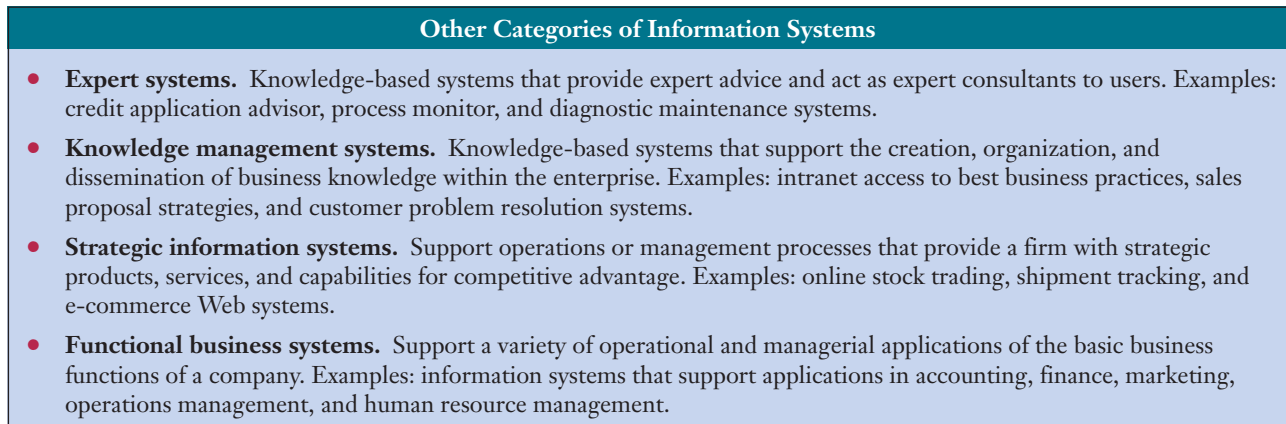 Other Categories of Information Systems
• Expert systems. Knowledge-based systems that provide expert advice and act as expert consultants to users. Examples:
credit application advisor, process monitor, and diagnostic maintenance systems.
• Knowledge management systems. Knowledge-based systems that support the creation, organization, and
dissemination of business knowledge within the enterprise. Examples: intranet access to best business practices, sales
proposal strategies, and customer problem resolution systems.
• Strategic information systems. Support operations or management processes that provide a firm with strategic
products, services, and capabilities for competitive advantage. Examples: online stock trading, shipment tracking, and
e-commerce Web systems.
• Functional business systems. Support a variety of operational and managerial applications of the basic business
functions of a company. Examples: information systems that support applications in accounting, finance, marketing,
operations management, and human resource management.